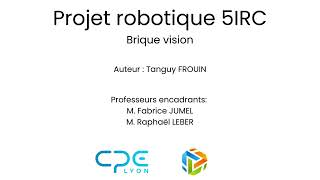 Projet robotique 5IRC
Brique vision
Auteur : Tanguy FROUIN
Professeurs encadrants:
M. Fabrice JUMEL
M. Raphaël LEBER
CPE
LYON